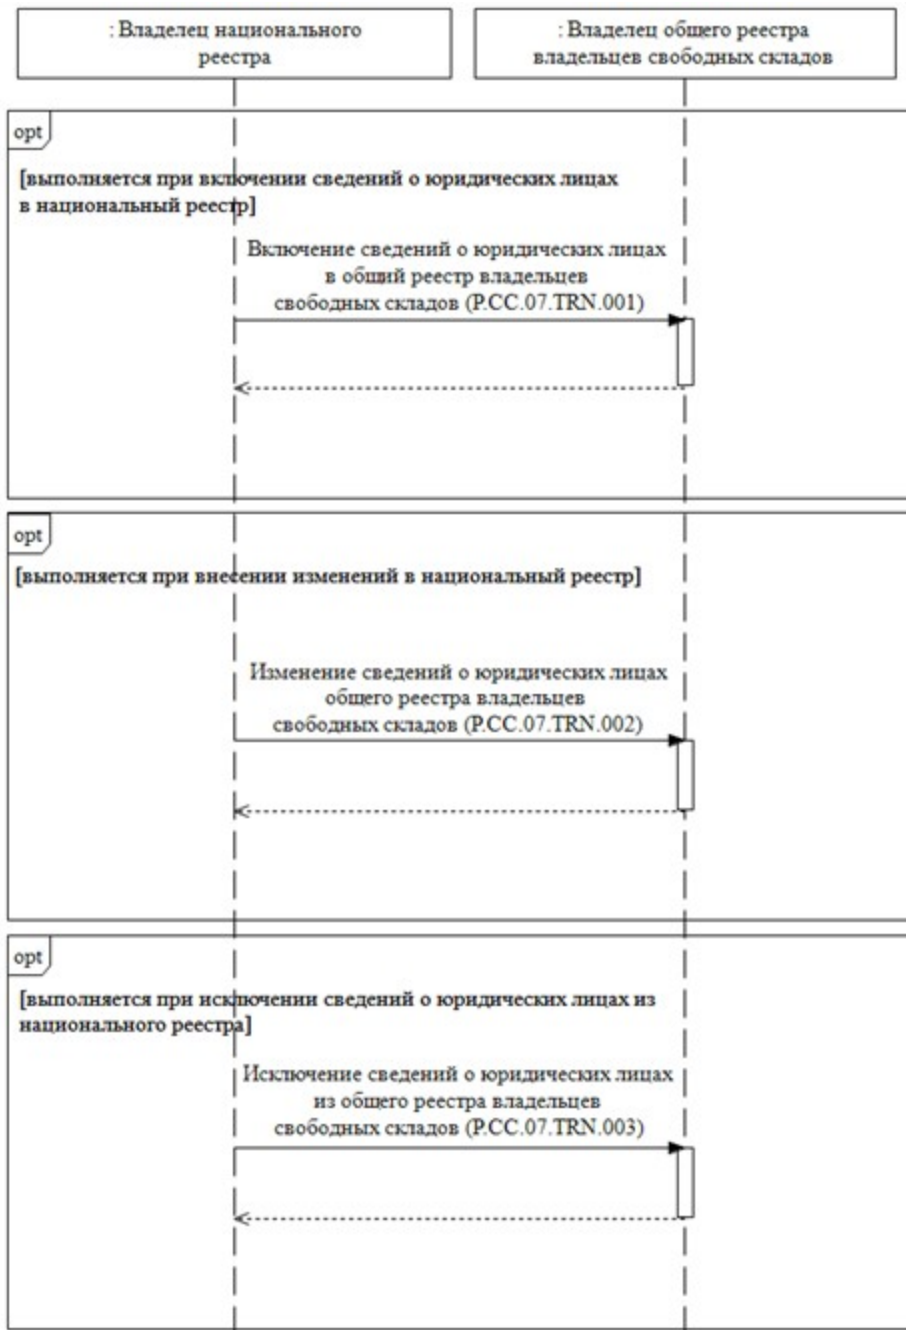 : Владелец национального
реестра
: Владелец общего реестра
владельцев свободных складов
opt
[выполняется при включении сведений о юридических лицах
в национальный реестр]
Включение сведений о юридических лицах
в общий реестр владельцев
свободных складов (P.CC.07.TRN.001)
opt
[выполняется при внесении изменений в национальный реестр]
Изменение сведений о юридических лицах
общего реестра владельцев
свободных складов (P.CC.07.TRN.002)
opt
[выполняется при исключении сведений о юридических лицах из
национального реестра]
Исключение сведений о юридических лицах
из общего реестра владельцев
свободных складов (P.CC.07.TRN.003)